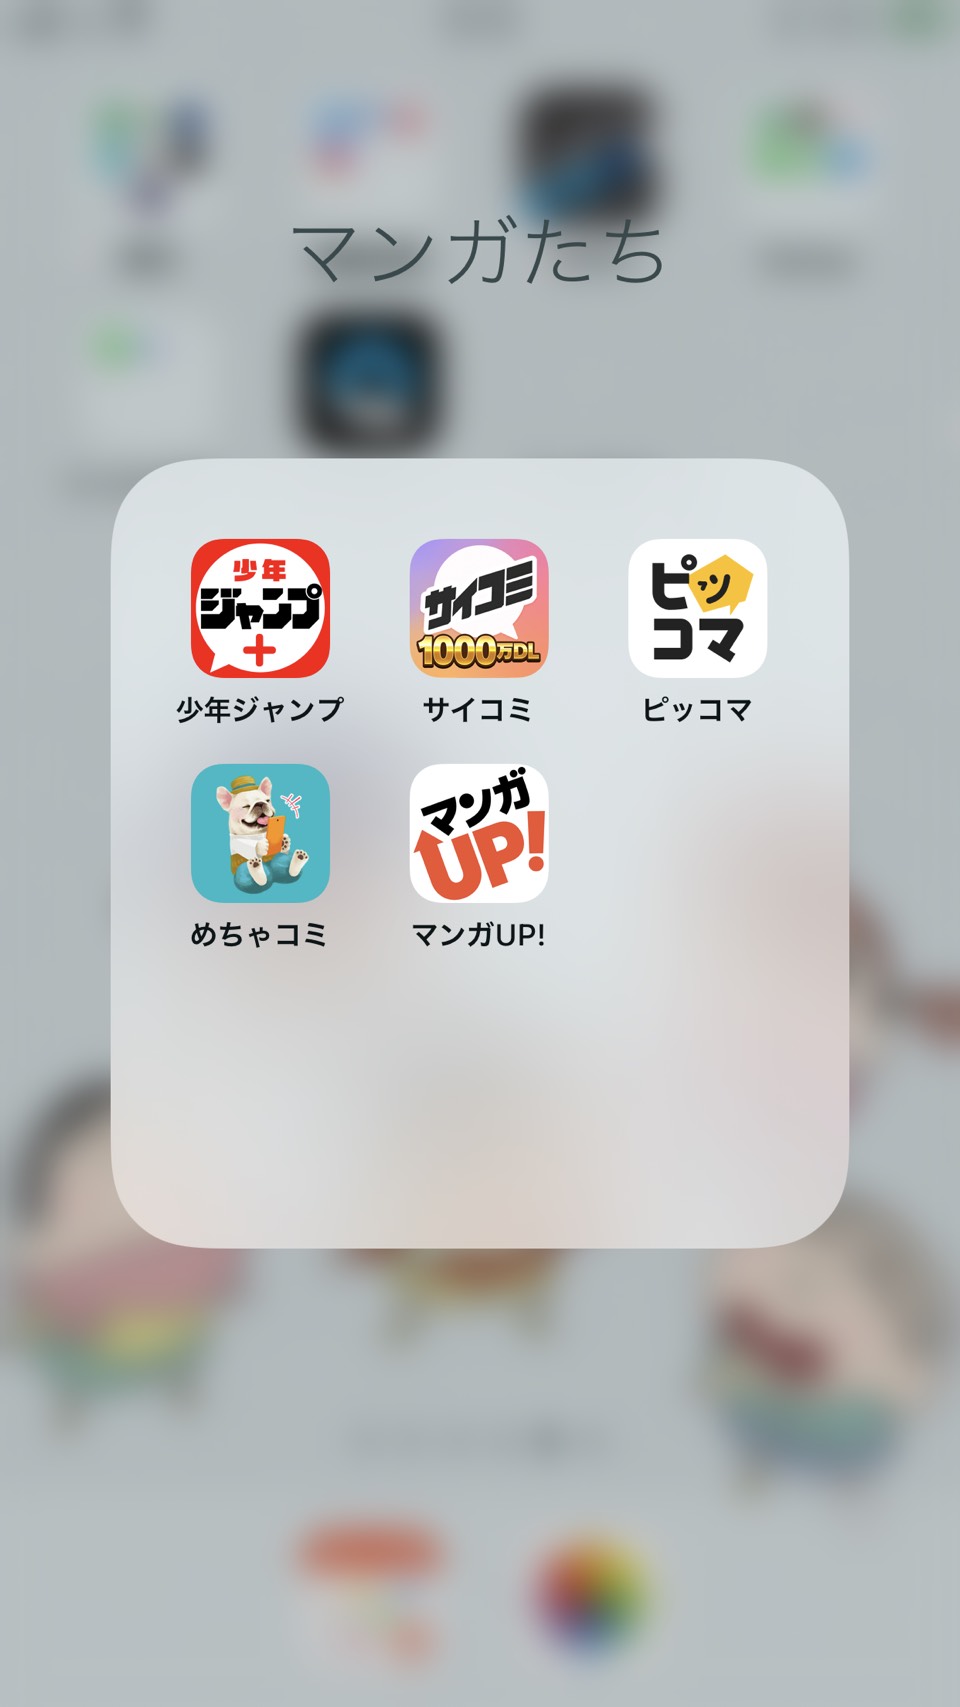 マンガたち
少年
ジャンプ
+
サイコミ
1000万DL
ピッ
コマ
少年ジャンプ
サイコミ
ピッコマ
マンガ
UP!
めちゃコミ
マンガUP!